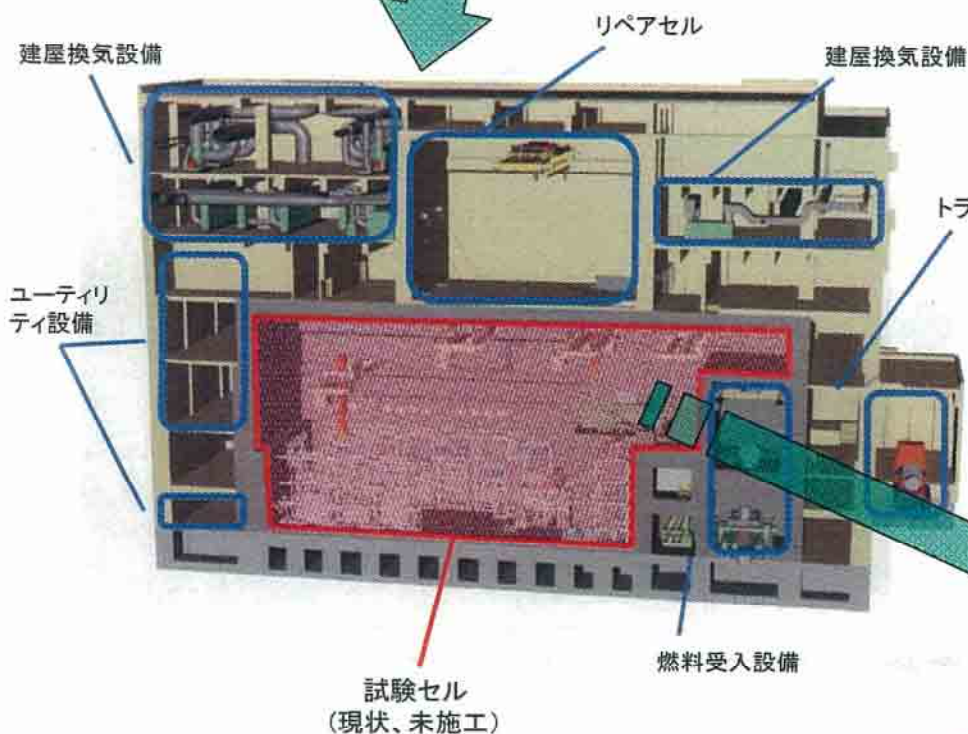 リペアセル
建屋換気設備
建屋換気設備
トラ
ユーティリ
ティ設備
燃料受入設備
試験セル
(現状、未施工)